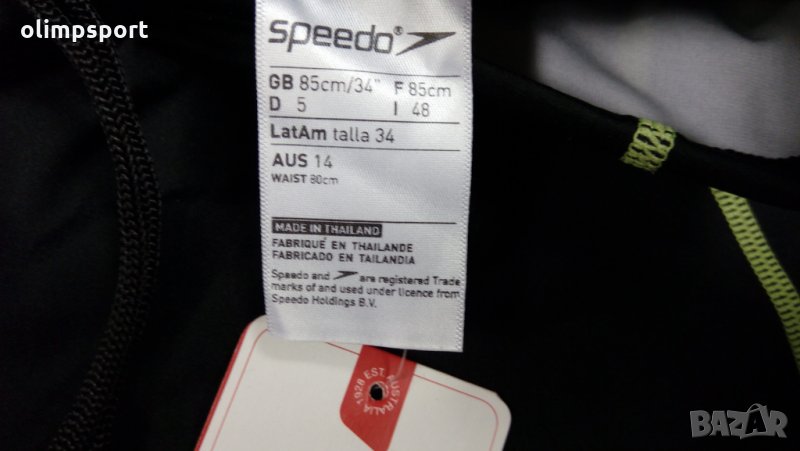 olimpsport
speedo®
GB 85cm/34" F 85cm
D 5 I 48
LatAm talla 34
AUS 14
WAIST 80cm
MADE IN THAILAND
FABRIQUÉ EN THAILANDE
FABRICADO EN TAILANDIA
Speedo and are registered Trade
marks of and used under licence from
Speedo Holdings B.V.
1928 EST. AUSTRALIA
BAZAR